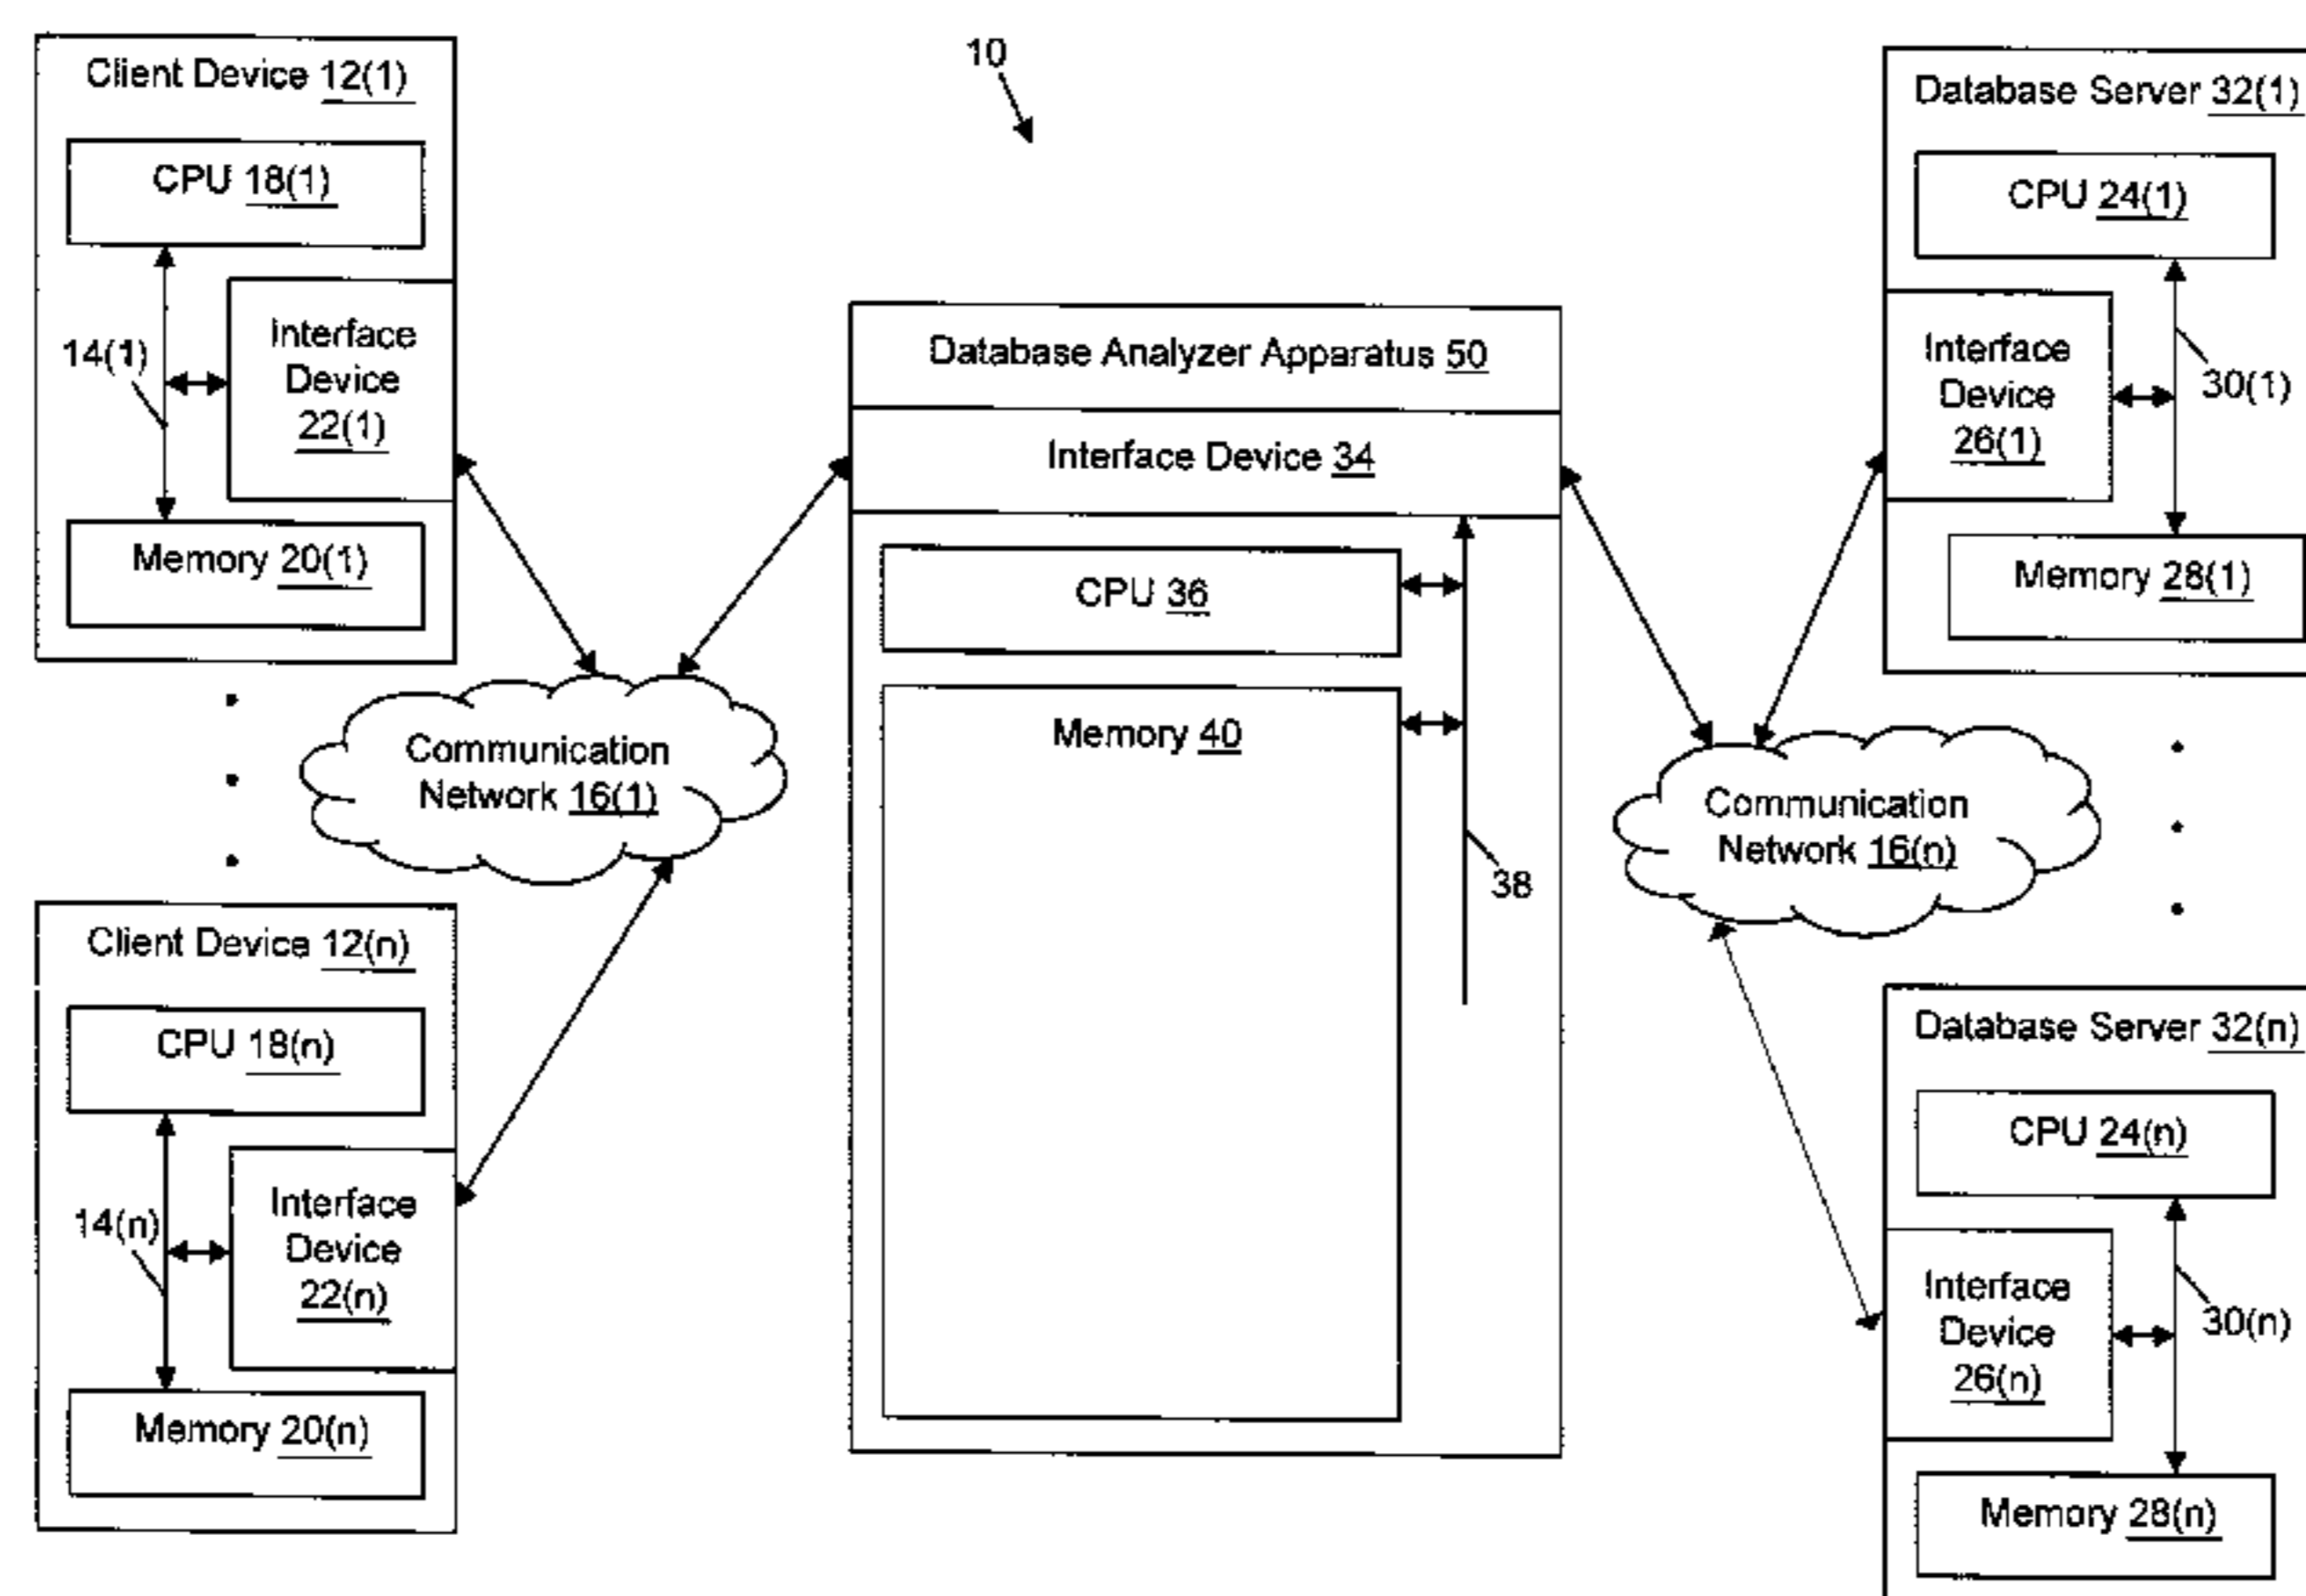 10
Client Device 12(1)
CPU 18(1)
14(1)
Interface
Device
22(1)
Memory 20(1)
Client Device 12(n)
CPU 18(n)
14(n)
Interface
Device
22(n)
Memory 20(n)
Communication
Network 16(1)
Database Analyzer Apparatus 50
Interface Device 34
CPU 36
Memory 40
38
Communication
Network 16(n)
Database Server 32(1)
CPU 24(1)
Interface
Device
26(1)
30(1)
Memory 28(1)
Database Server 32(n)
CPU 24(n)
Interface
Device
26(n)
30(n)
Memory 28(n)